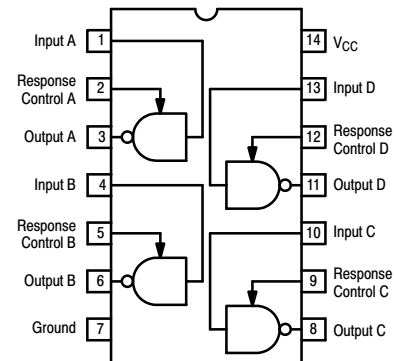 Input A
1
Response
Control A
2
Output A
3
Input B
4
Response
Control B
5
Output B
6
Ground
7
14
VCC
13
Input D
12
Response
Control D
11
Output D
10
Input C
9
Response
Control C
8
Output C